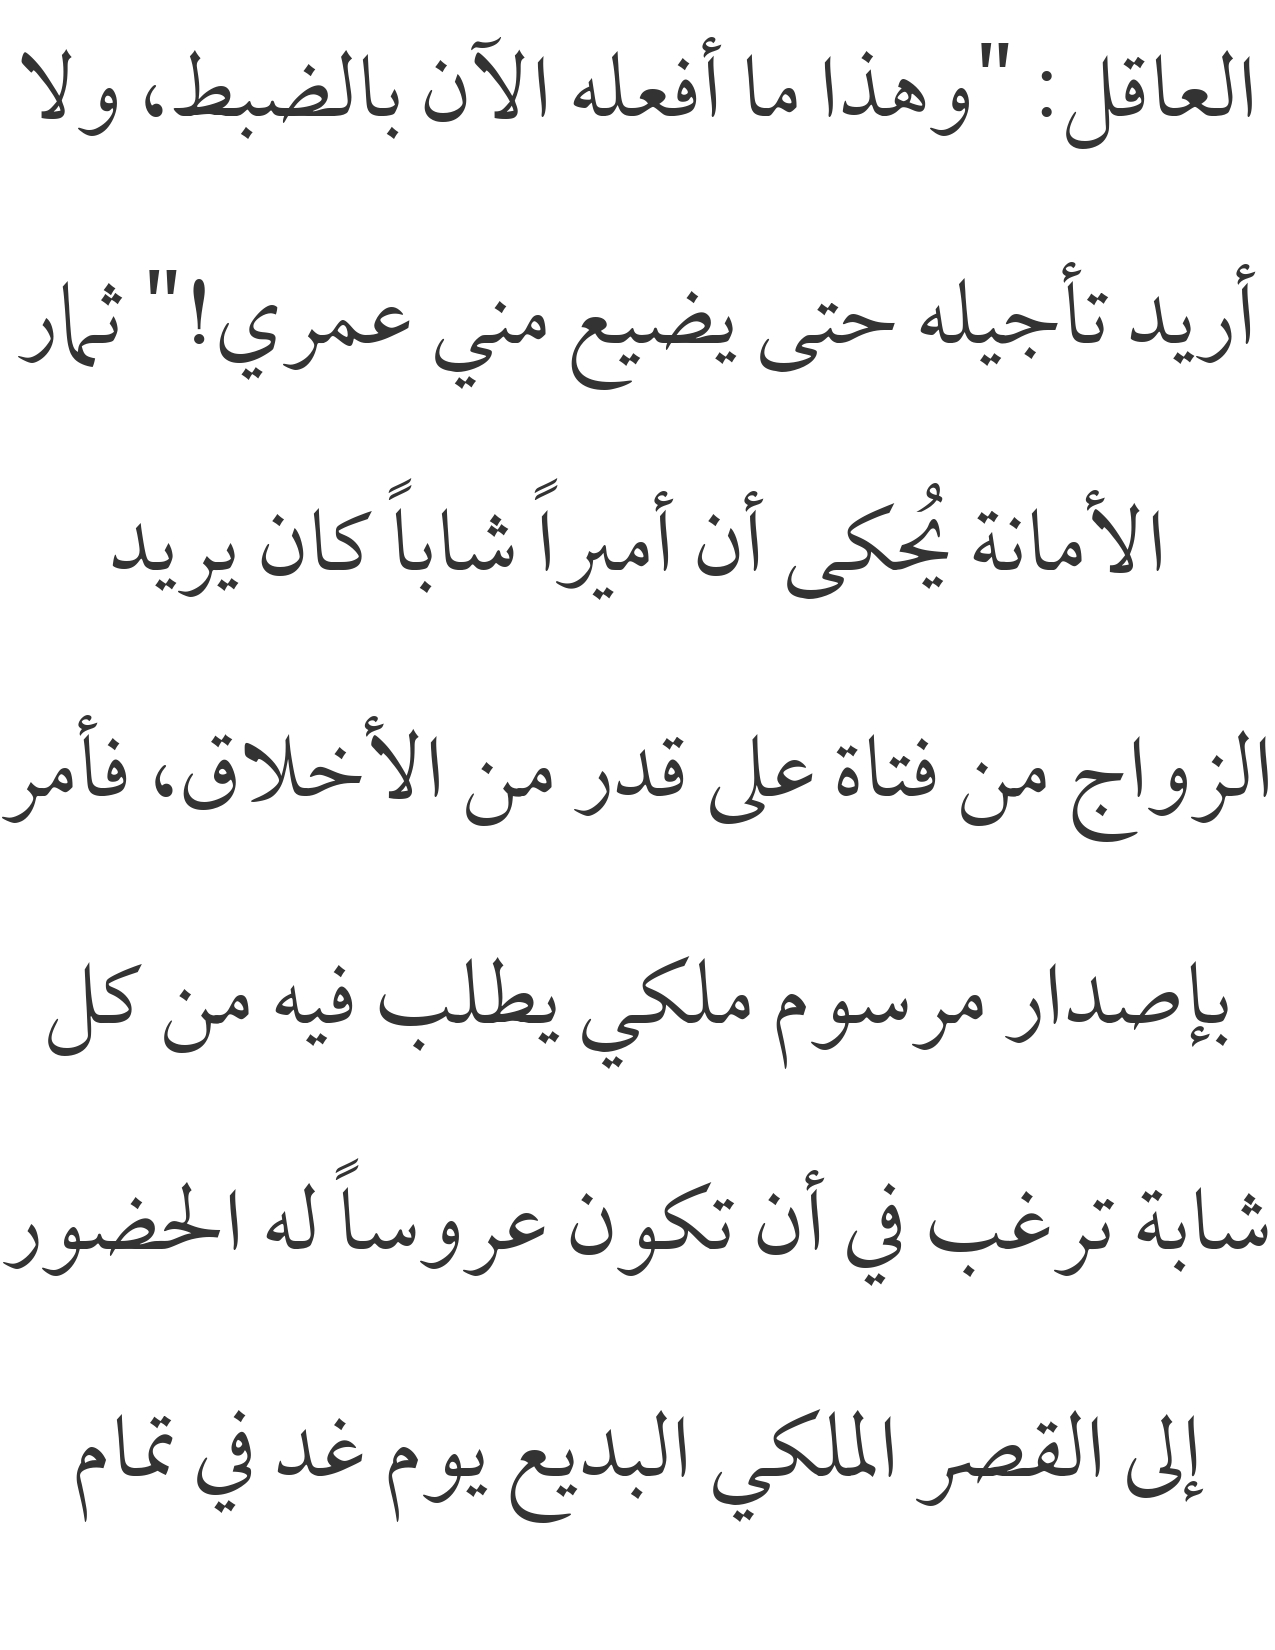 العاقل: "وهذا ما أفعله الآن بالضبط، ولا
أريد تأجيله حتى يضيع مني عمري!" ثمار
الأمانة يُحكى أن أميراً شاباً كان يريد
الزواج من فتاة على قدر من الأخلاق، فأمر
بإصدار مرسوم ملكي يطلب فيه من كل
شابة ترغب في أن تكون عروساً له الحضور
إلى القصر الملكي البديع يوم غد في تمام